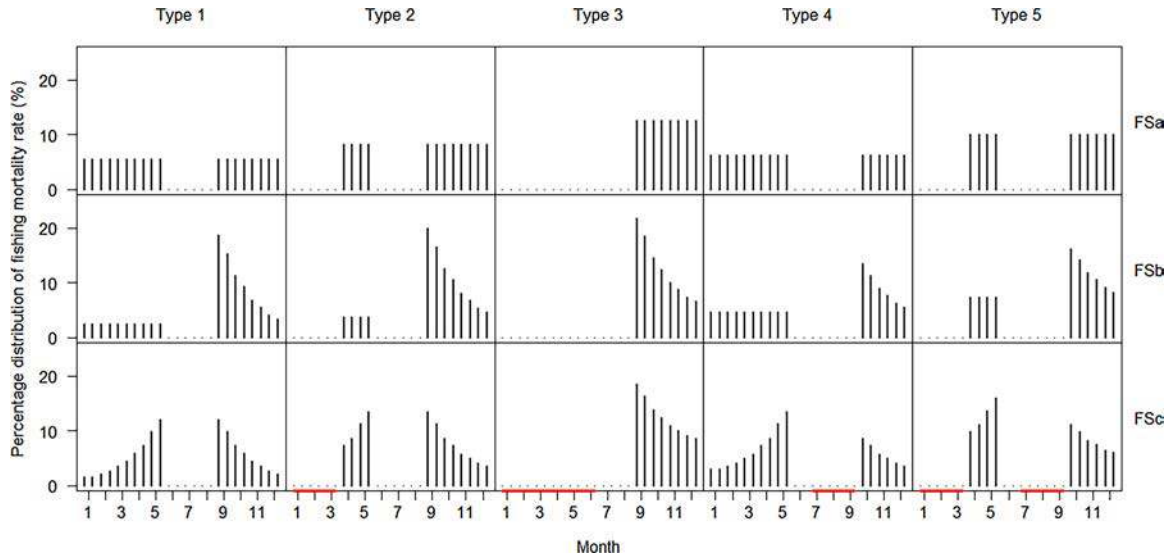 Type 1 Type 2 Type 3 Type 4 Type 5
Percentage distribution of fishing mortality rate (%)
20
10
0
FSa
20
10
0
FSb
20
10
0
FSc
1 3 5 7 9 11 1 3 5 7 9 11 1 3 5 7 9 11 1 3 5 7 9 11 1 3 5 7 9 11
Month